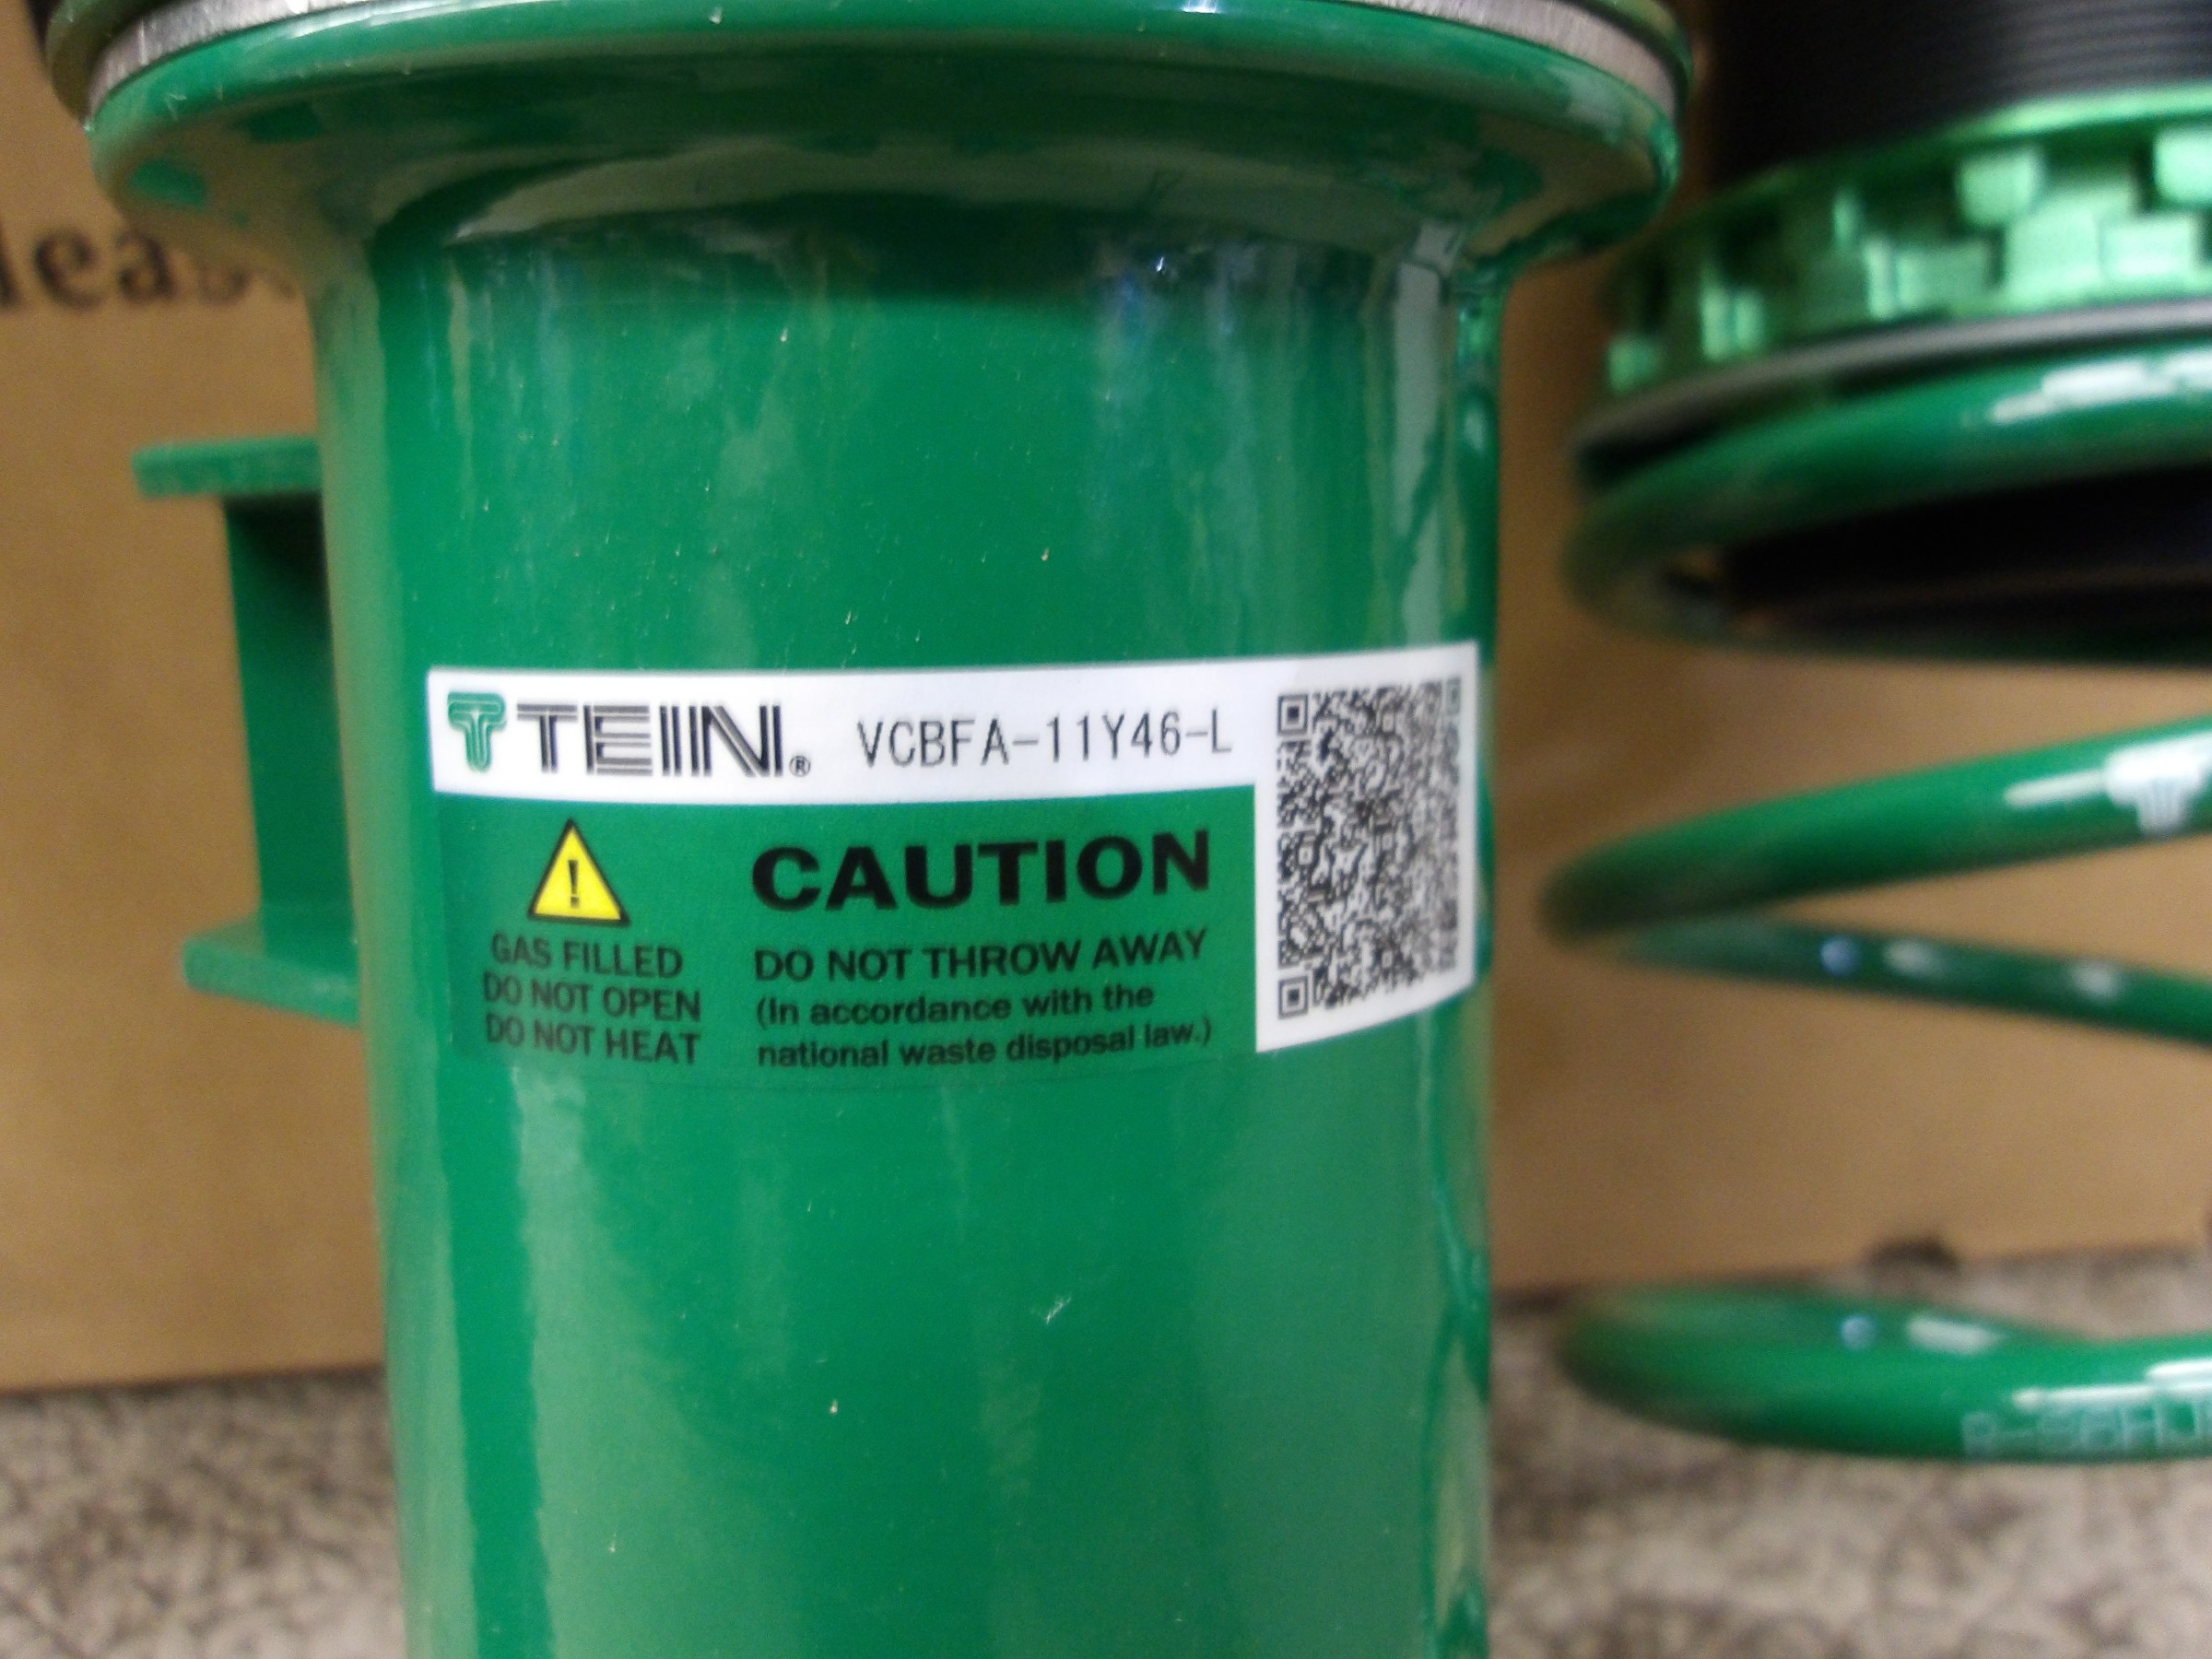 TEIN® VCBFA-11Y46-L
CAUTION
GAS FILLED
DO NOT OPEN
DO NOT HEAT
DO NOT THROW AWAY
(In accordance with the
national waste disposal law.)